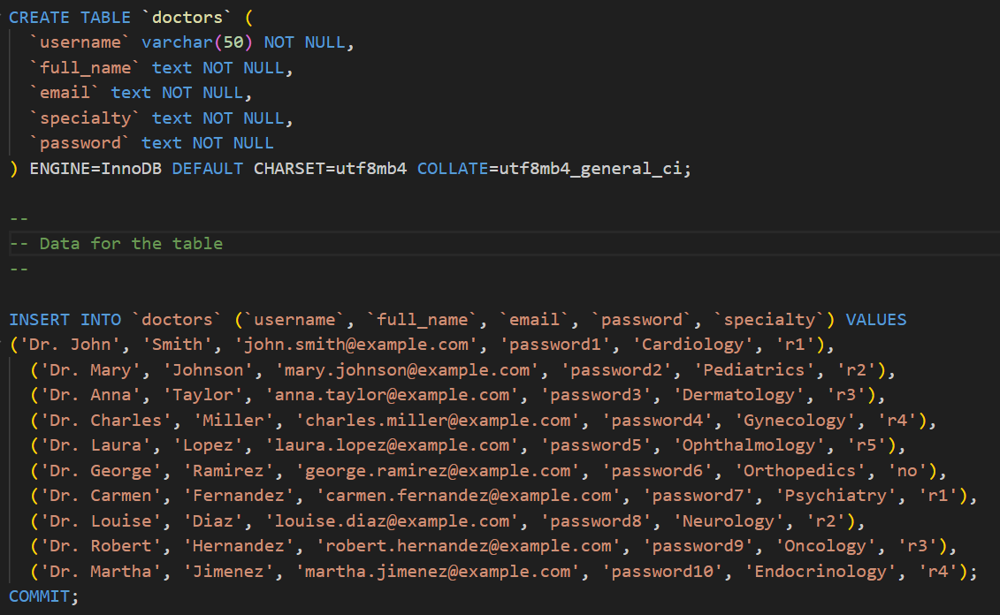 CREATE TABLE `doctors` (
  `username` varchar(50) NOT NULL,
  `full_name` text NOT NULL,
  `email` text NOT NULL,
  `specialty` text NOT NULL,
  `password` text NOT NULL
) ENGINE=InnoDB DEFAULT CHARSET=utf8mb4 COLLATE=utf8mb4_general_ci;

--
-- Data for the table
--

INSERT INTO `doctors` (`username`, `full_name`, `email`, `password`, `specialty`) VALUES
('Dr. John', 'Smith', 'john.smith@example.com', 'password1', 'Cardiology', 'r1'),
  ('Dr. Mary', 'Johnson', 'mary.johnson@example.com', 'password2', 'Pediatrics', 'r2'),
  ('Dr. Anna', 'Taylor', 'anna.taylor@example.com', 'password3', 'Dermatology', 'r3'),
  ('Dr. Charles', 'Miller', 'charles.miller@example.com', 'password4', 'Gynecology', 'r4'),
  ('Dr. Laura', 'Lopez', 'laura.lopez@example.com', 'password5', 'Ophthalmology', 'r5'),
  ('Dr. George', 'Ramirez', 'george.ramirez@example.com', 'password6', 'Orthopedics', 'no'),
  ('Dr. Carmen', 'Fernandez', 'carmen.fernandez@example.com', 'password7', 'Psychiatry', 'r1'),
  ('Dr. Louise', 'Diaz', 'louise.diaz@example.com', 'password8', 'Neurology', 'r2'),
  ('Dr. Robert', 'Hernandez', 'robert.hernandez@example.com', 'password9', 'Oncology', 'r3'),
  ('Dr. Martha', 'Jimenez', 'martha.jimenez@example.com', 'password10', 'Endocrinology', 'r4');
COMMIT;